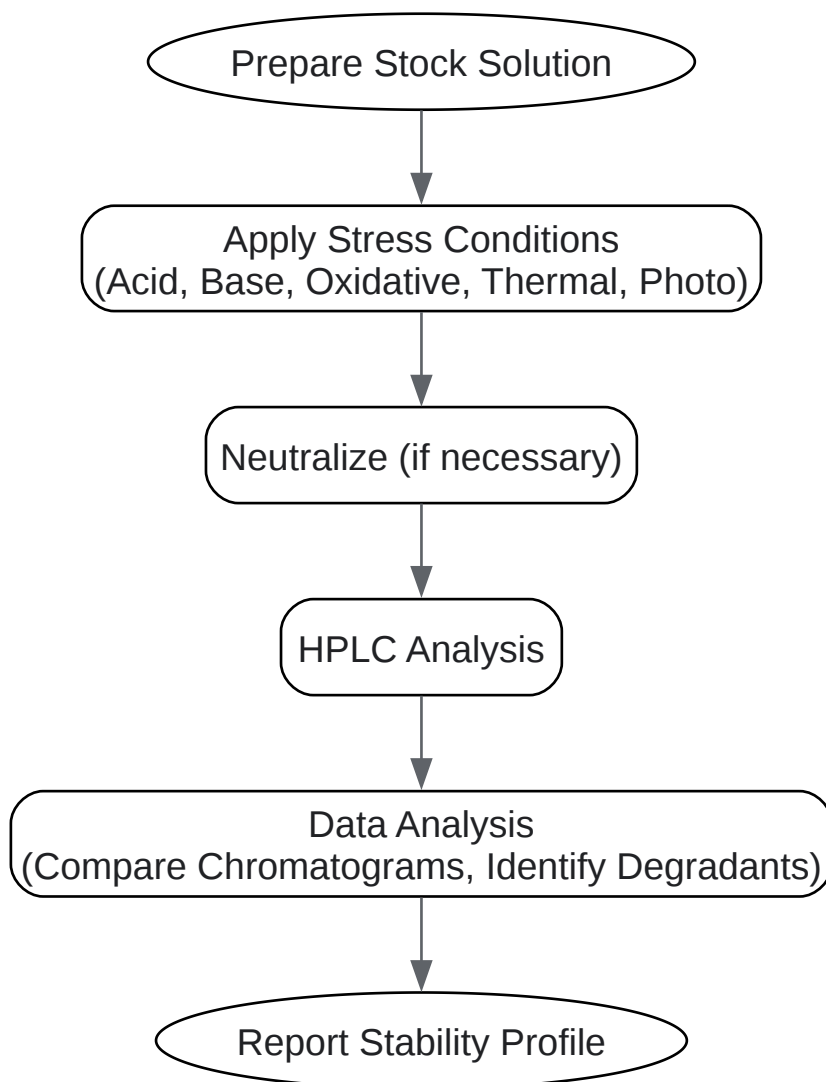 Prepare Stock Solution
Apply Stress Conditions
(Acid, Base, Oxidative, Thermal, Photo)
Neutralize (if necessary)
HPLC Analysis
Data Analysis
(Compare Chromatograms, Identify Degradants)
Report Stability Profile